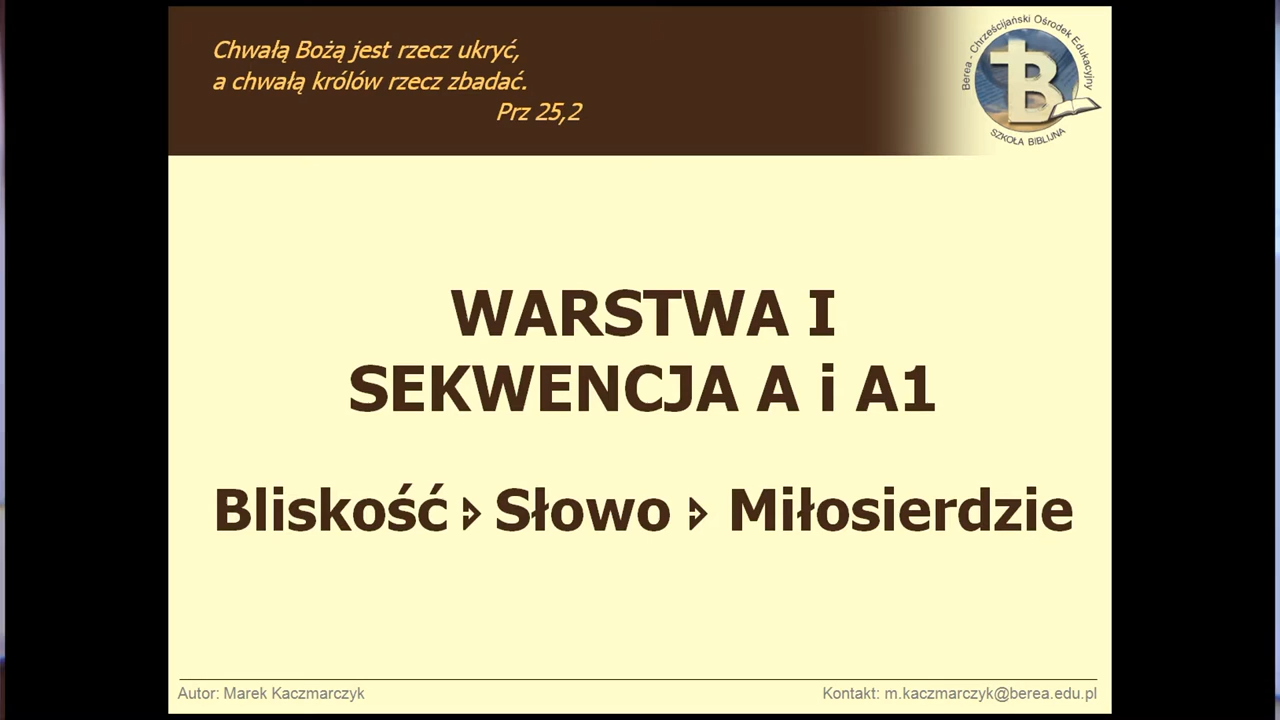 Chwałą Bożą jest rzecz ukryć,
a chwałą królów rzecz zbadać.
Prz 25,2
Berea - Chrześcijański Ośrodek Edukacyjny
SZKOŁA BIBLIJNA
WARSTWA I
SEKWENCJA A i A1
Bliskość Słowo Miłosierdzie
Autor: Marek Kaczmarczyk
Kontakt: m.kaczmarczyk@berea.edu.pl